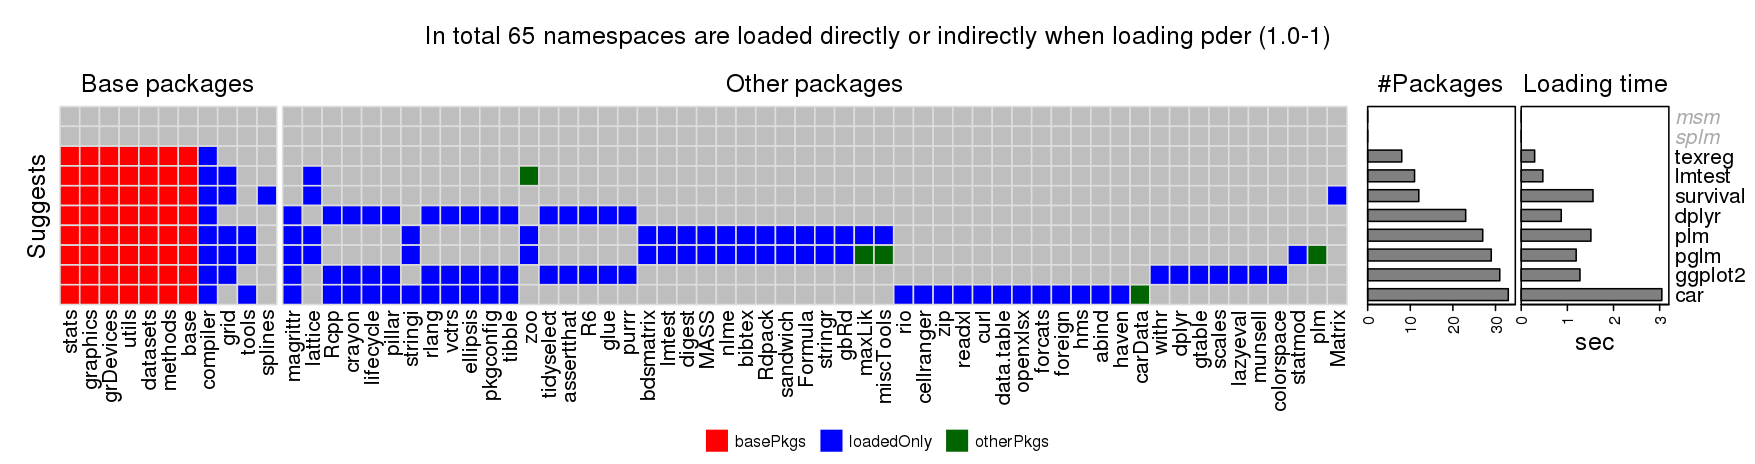 In total 65 namespaces are loaded directly or indirectly when loading pder (1.0-1)
Base packages
Other packages
#Packages
Loading time
Suggests
msm
splm
texreg
lmtest
survival
dplyr
plm
pglm
ggplot2
car
stats
graphics
grDevices
utils
datasets
methods
base
compiler
grid
tools
splines
magrittr
lattice
Rcpp
crayon
lifecycle
pillar
stringi
rlang
vctrs
ellipsis
pkgconfig
tibble
zoo
tidyselect
assertthat
R6
glue
purrr
bdsmatrix
lmtest
digest
MASS
nlme
bibtex
Rdpack
sandwich
Formula
stringr
gbRd
maxLik
miscTools
rio
cellranger
zip
readxl
curl
data.table
openxlsx
forcats
foreign
hms
abind
haven
carData
withr
dplyr
gtable
scales
lazyeval
munsell
colorspace
statmod
plm
Matrix
0 10 20 30
0 1 2 3
sec
basePkgs loadedOnly otherPkgs